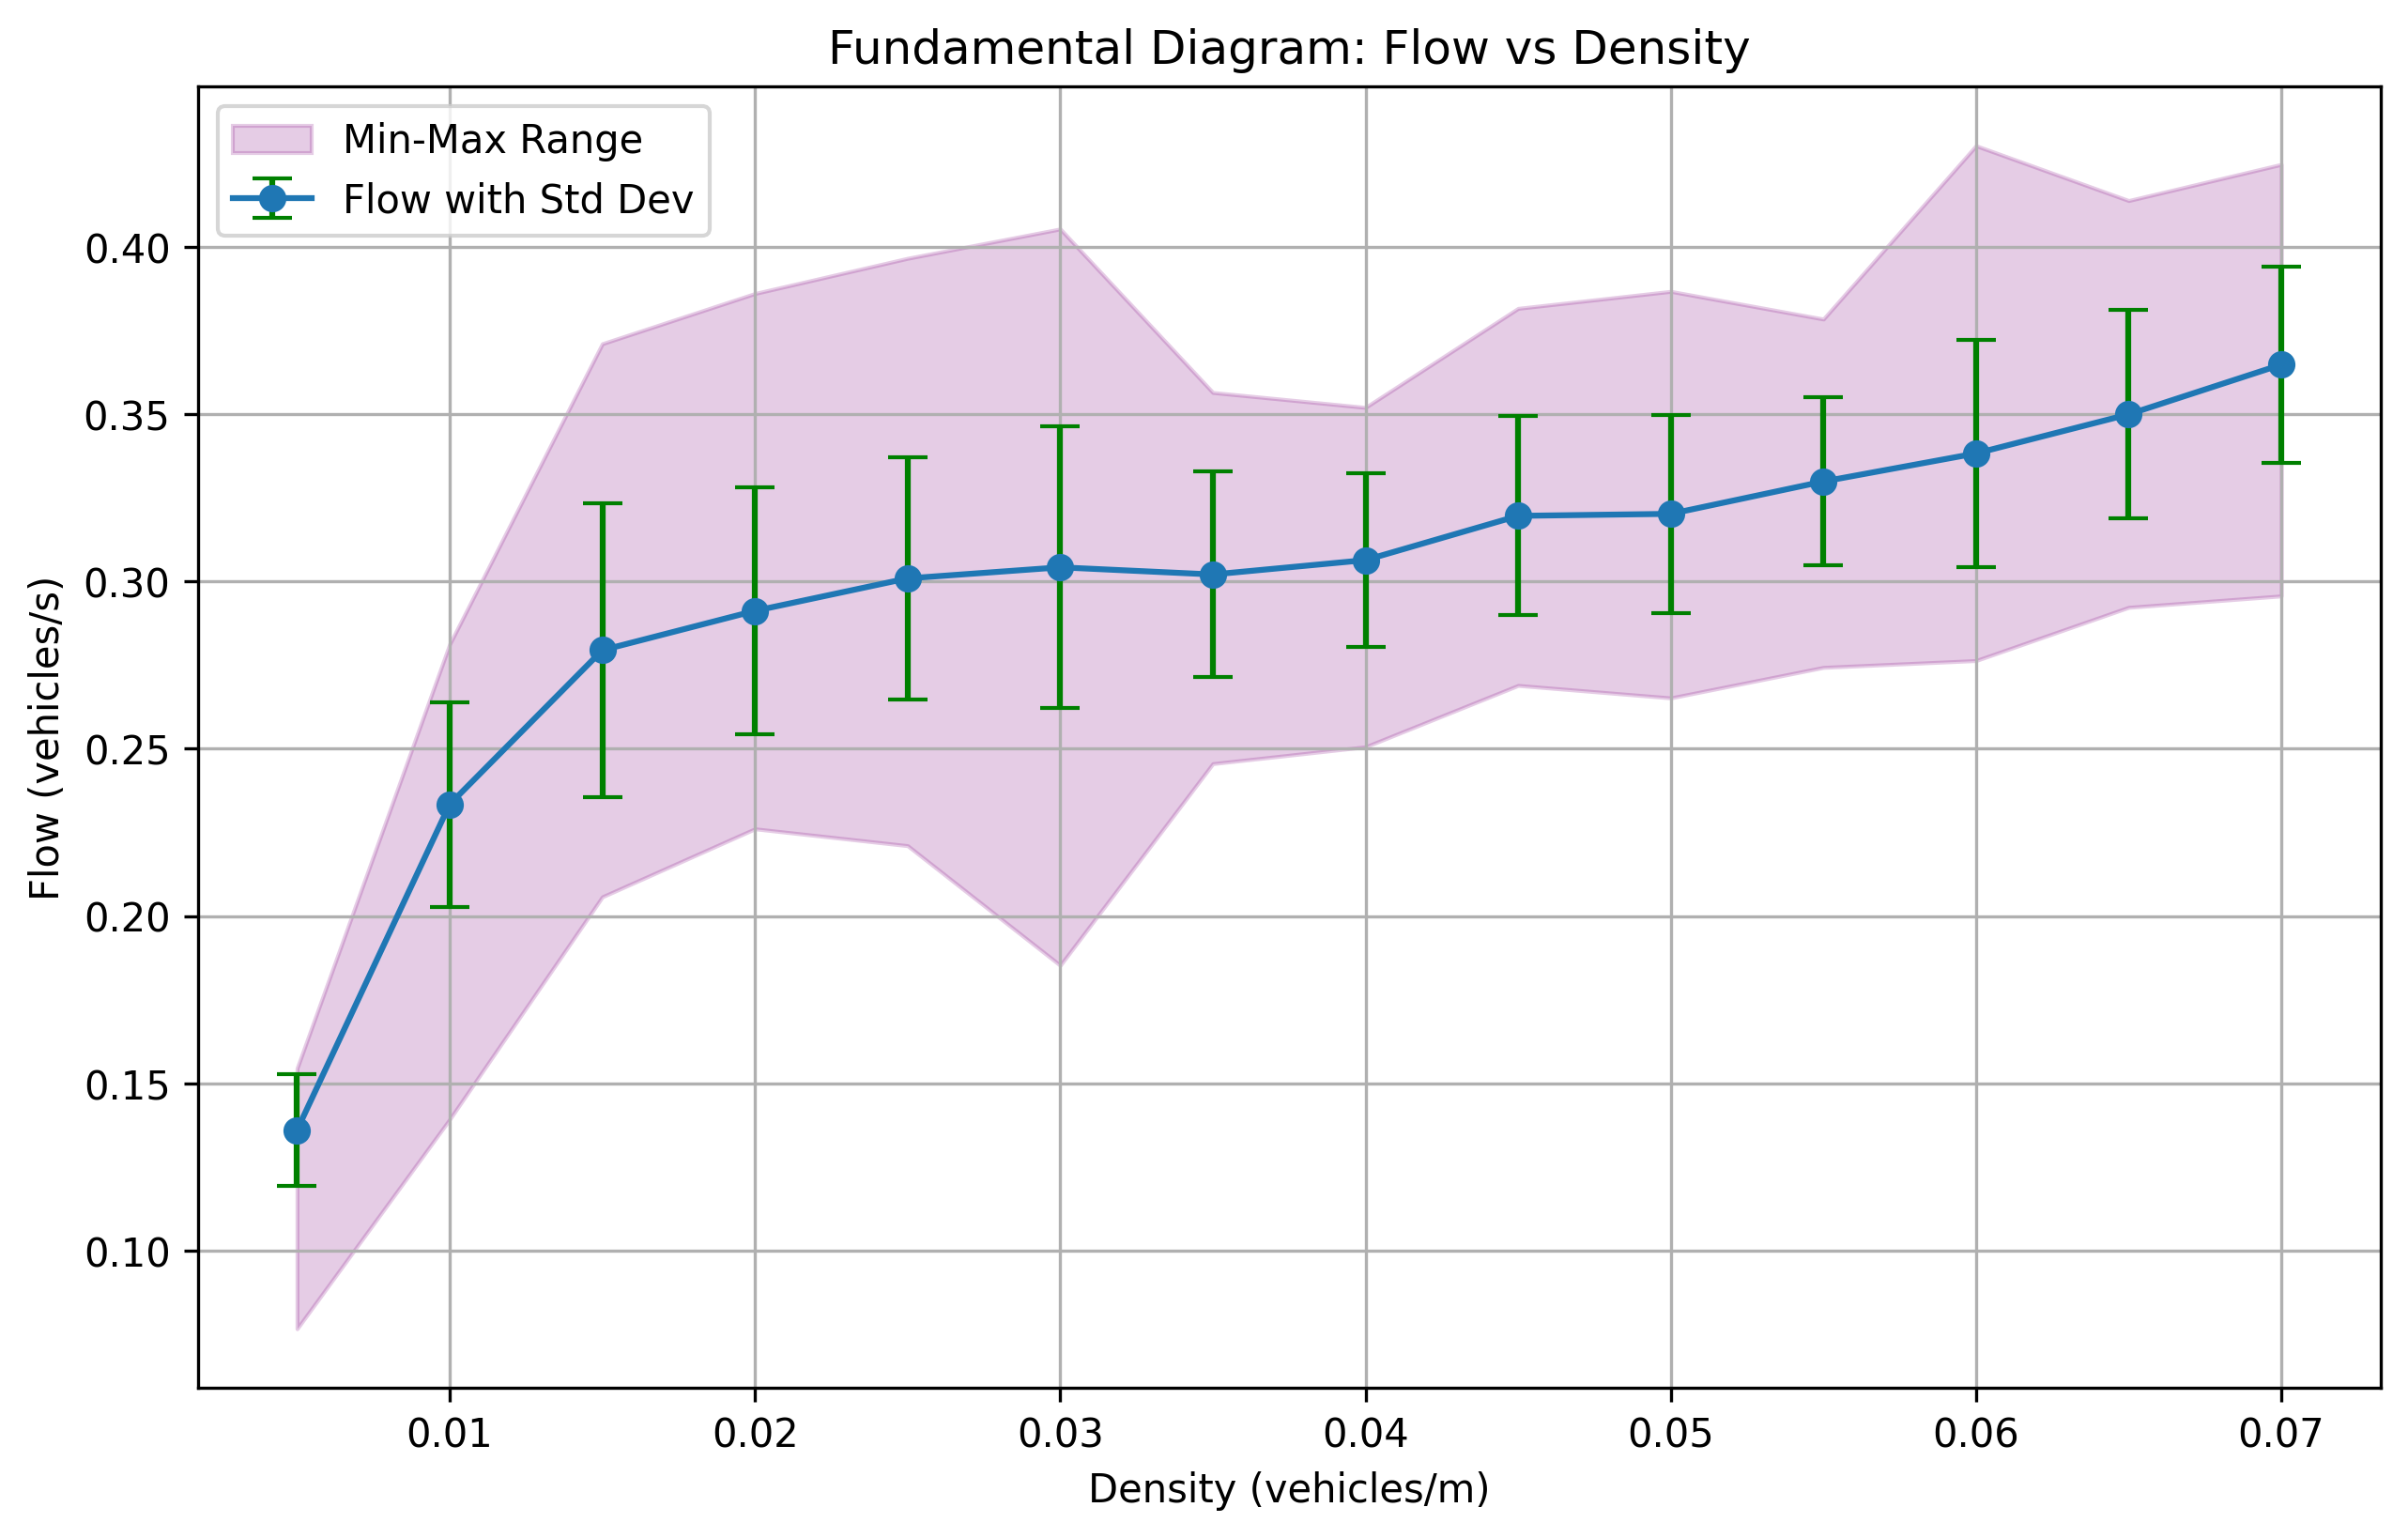 Fundamental Diagram: Flow vs Density
Min-Max Range
Flow with Std Dev
Flow (vehicles/s)
0.40
0.35
0.30
0.25
0.20
0.15
0.10
0.01 0.02 0.03 0.04 0.05 0.06 0.07
Density (vehicles/m)